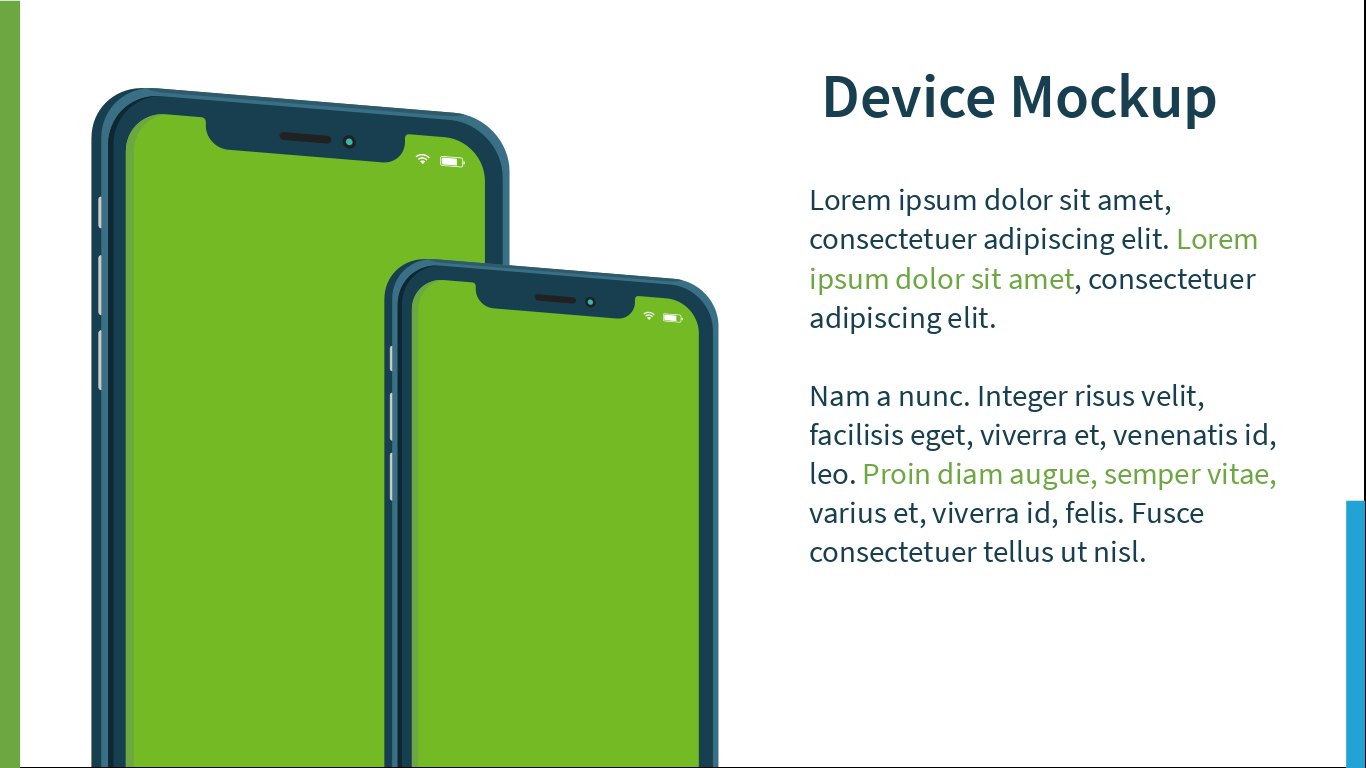 Device Mockup
Lorem ipsum dolor sit amet,
consectetuer adipiscing elit. Lorem
ipsum dolor sit amet, consectetuer
adipiscing elit.
Nam a nunc. Integer risus velit,
facilisis eget, viverra et, venenatis id,
leo. Proin diam augue, semper vitae,
varius et, viverra id, felis. Fusce
consectetuer tellus ut nisl.